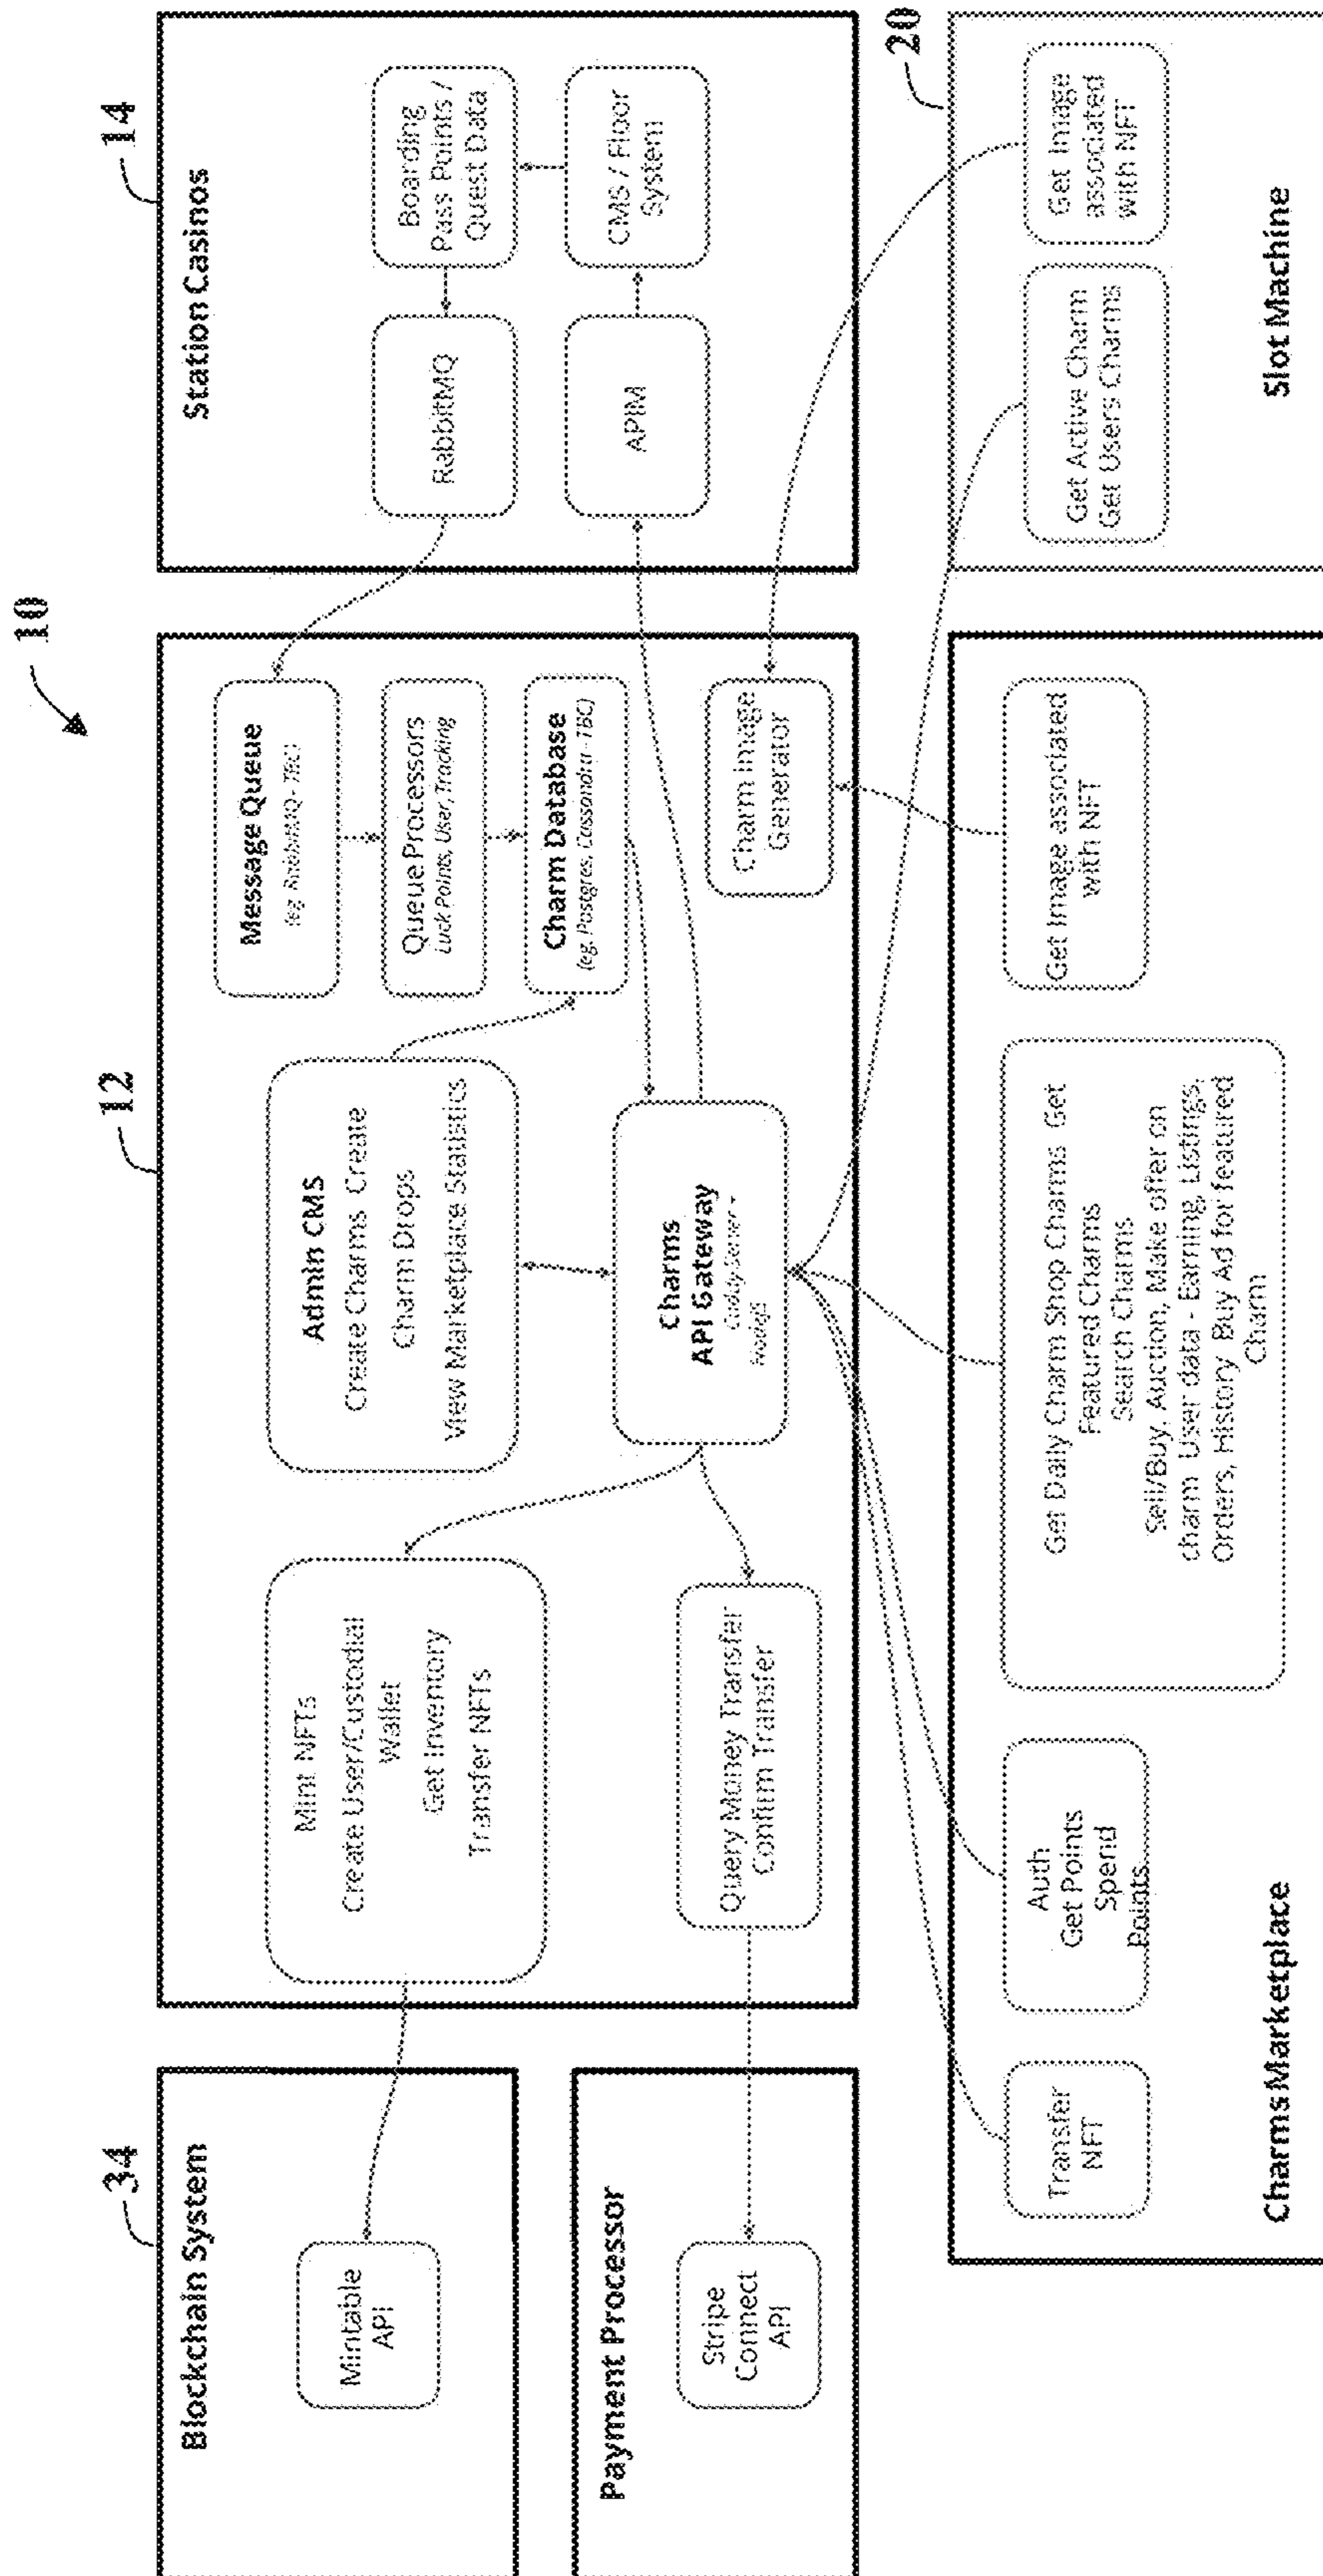 10
34
12
14
Blockchain System
Mintable
API
Payment Processor
Stripe
Connect
API
Mint NFTs
Create User/Custodial
Wallet
Get Inventory
Transfer NFTs
Query Money Transfer
Confirm Transfer
Admin CMS
Create Charms Create
Charm Drops
View Marketplace Statistics
Charms
API Gateway
Caddy Server +
NodeJS
Message Queue
(eg. RabbitMQ - TBC)
Queue Processors
Luck Points, User, Tracking
Charm Database
(eg. Postgres, Cassandra - TBC)
Charm Image
Generator
Station Casinos
RabbitMQ
Boarding
Pass Points /
Quest Data
APIM
CMS / Floor
System
20
Transfer
NFT
Auth
Get Points
Spend
Points
Get Daily Charm Shop Charms Get
Featured Charms
Search Charms
Sell/Buy, Auction, Make offer on
charm User data - Earning, Listings,
Orders, History Buy Ad for featured
Charm
Get Image associated
with NFT
Charms Marketplace
Get Active Charm
Get Users Charms
Get Image
associated
with NFT
Slot Machine